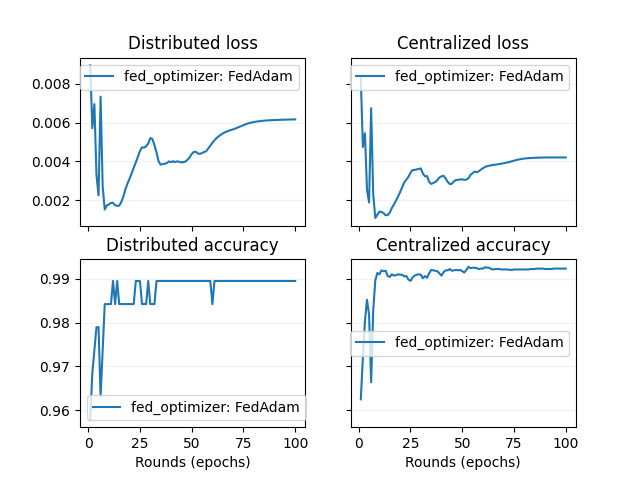 Distributed loss
Centralized loss
fed_optimizer: FedAdam
fed_optimizer: FedAdam
0.008
0.006
0.004
0.002
Distributed accuracy
Centralized accuracy
0.99
0.98
0.97
0.96
fed_optimizer: FedAdam
fed_optimizer: FedAdam
0 25 50 75 100
0 25 50 75 100
Rounds (epochs)
Rounds (epochs)